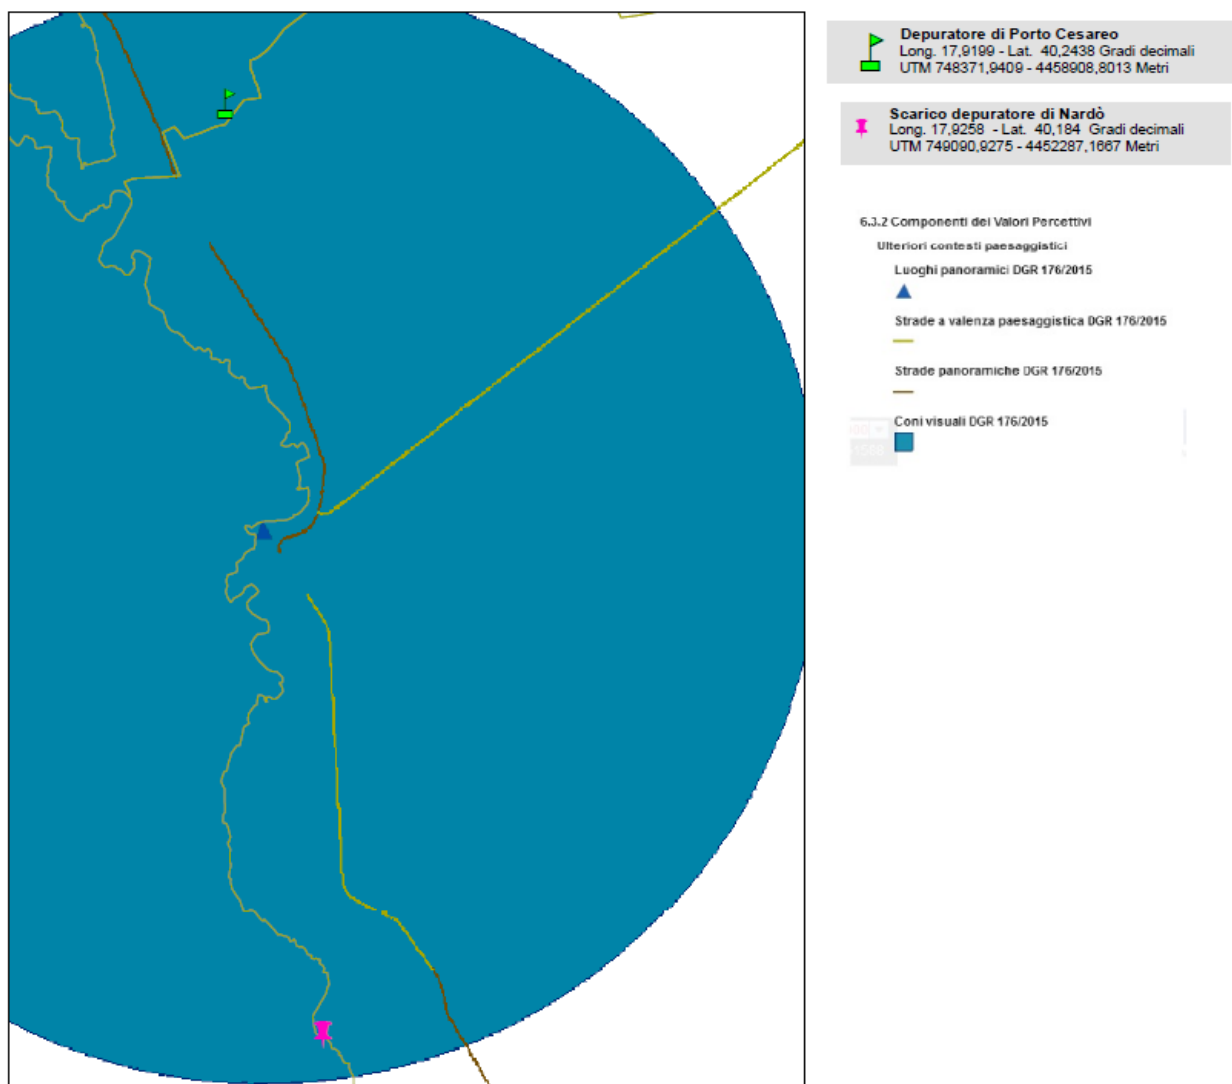 Depuratore di Porto Cesareo
Long. 17,9199 - Lat. 40,2438 Gradi decimali
UTM 748371,9409 - 4458908,8013 Metri
Scarico depuratore di Nardò
Long. 17,9258 - Lat. 40,184 Gradi decimali
UTM 749090,9275 - 4452287,1667 Metri
6.3.2 Componenti dei Valori Percettivi
Ulteriori contesti paesaggistici
Luoghi panoramici DGR 176/2015
Strade a valenza paesaggistica DGR 176/2015
Strade panoramiche DGR 176/2015
Coni visuali DGR 176/2015